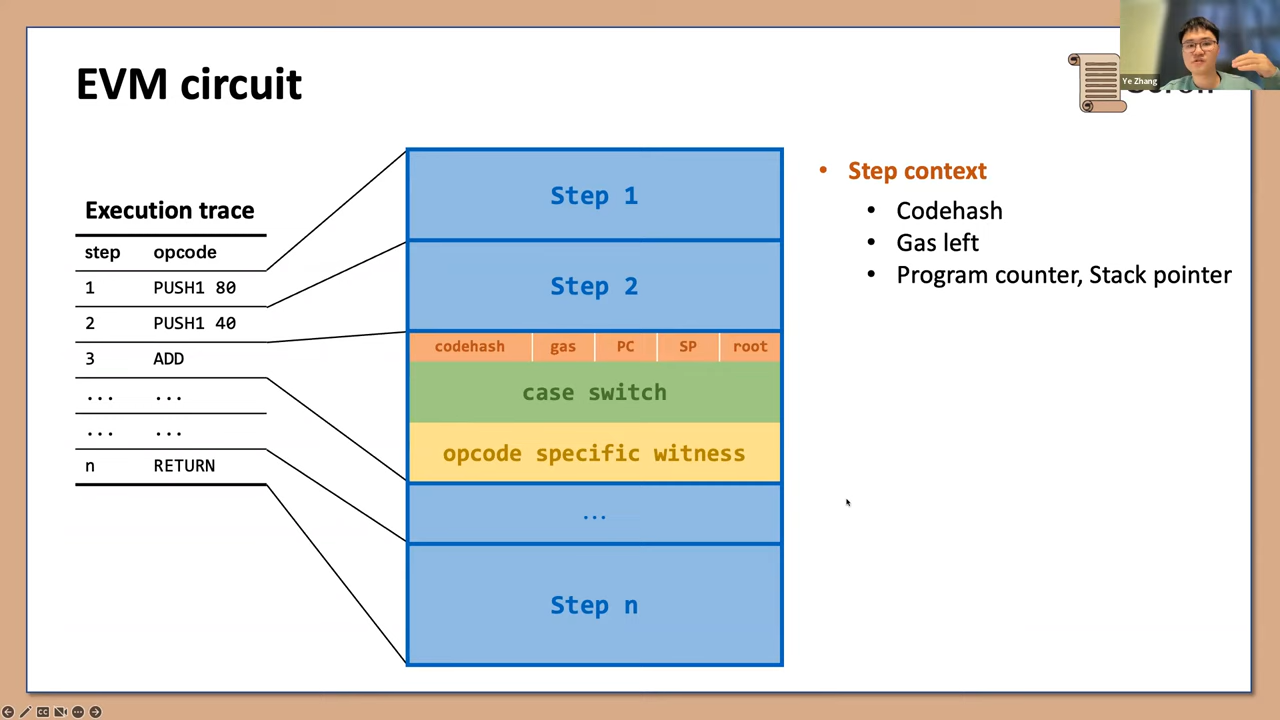 EVM circuit
Ye Zhang
Execution trace
step opcode
1 PUSH1 80
2 PUSH1 40
3 ADD
... ...
... ...
n RETURN
Step 1
Step 2
codehash gas PC SP root
case switch
opcode specific witness
...
Step n
• Step context
• Codehash
• Gas left
• Program counter, Stack pointer